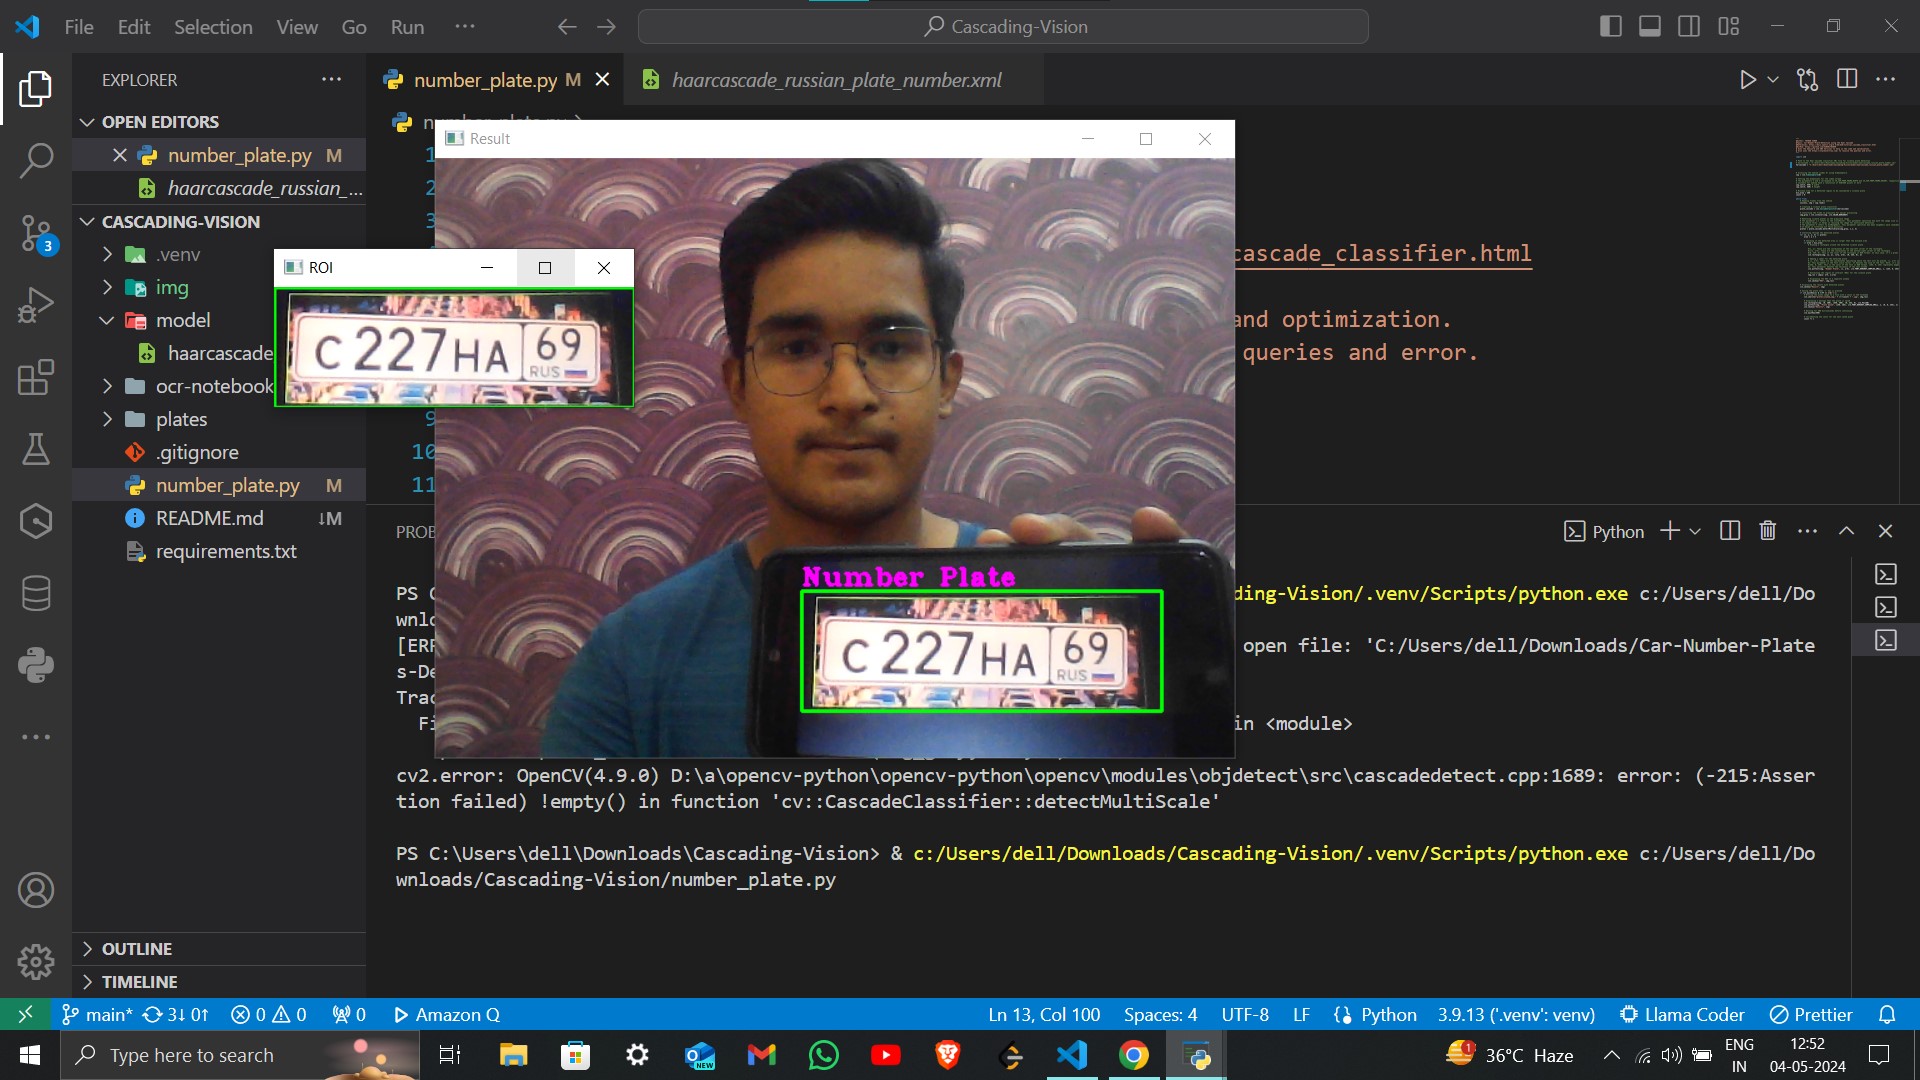 File Edit Selection View Go Run ···
Cascading-Vision
EXPLORER
OPEN EDITORS
number_plate.py M
haarcascade_russian_...
CASCADING-VISION
.venv
img
model
haarcascade
ocr-notebook
plates
.gitignore
number_plate.py M
README.md ↓M
requirements.txt
OUTLINE
TIMELINE
3
number_plate.py M
haarcascade_russian_plate_number.xml
1
2
3
9
10
11
cascade_classifier.html
and optimization.
queries and error.
Result
ROI
C 227 HA 69
RUS
Number Plate
C 227 HA 69
RUS
Python
PS
ding-Vision/.venv/Scripts/python.exe c:/Users/dell/Do
wnlo
[ERR
open file: 'C:/Users/dell/Downloads/Car-Number-Plate
s-De
Trac
Fi
in <module>
cv2.error: OpenCV(4.9.0) D:\a\opencv-python\opencv-python\opencv\modules\objdetect\src\cascadedetect.cpp:1689: error: (-215:Asser
tion failed) !empty() in function 'cv::CascadeClassifier::detectMultiScale'
PS C:\Users\dell\Downloads\Cascading-Vision> & c:/Users/dell/Downloads/Cascading-Vision/.venv/Scripts/python.exe c:/Users/dell/Do
wnloads/Cascading-Vision/number_plate.py
main* 3↓ 0↑ 0 0 0 Amazon Q
Ln 13, Col 100 Spaces: 4 UTF-8 LF Python 3.9.13 ('.venv': venv) Llama Coder Prettier
Type here to search
NEW
1
36°C Haze
ENG
IN
12:52
04-05-2024